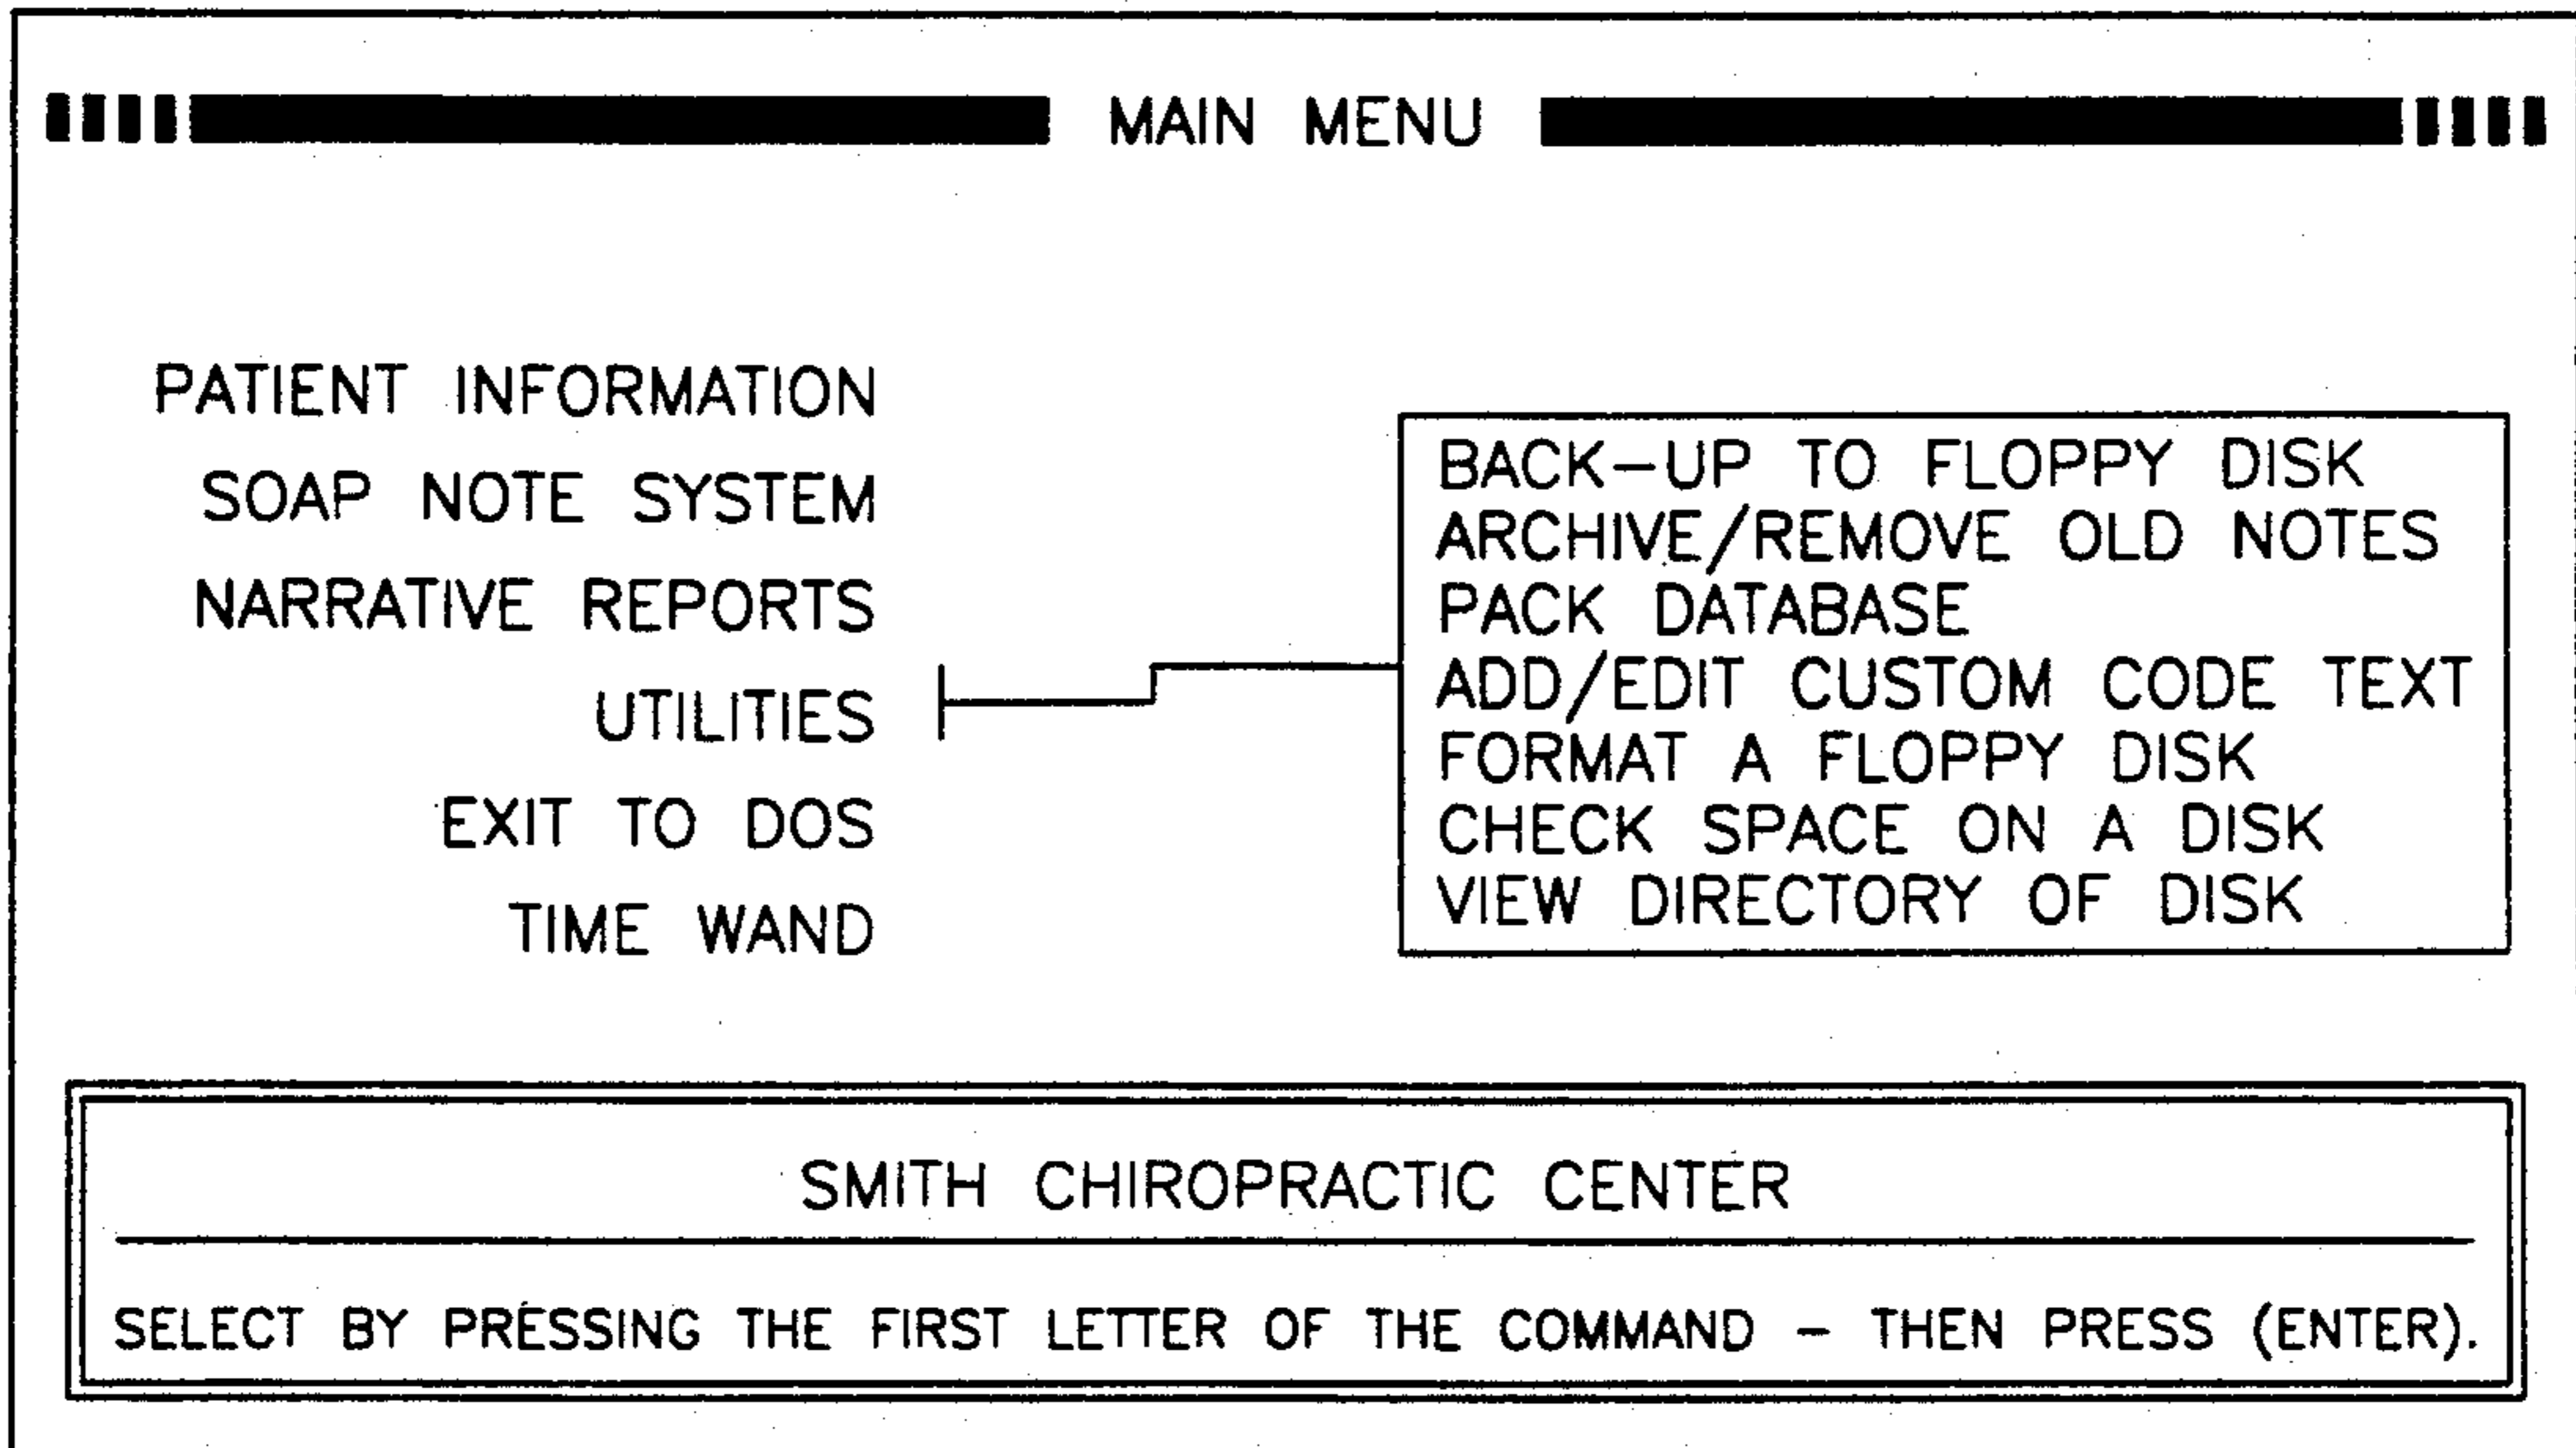 MAIN MENU
PATIENT INFORMATION
SOAP NOTE SYSTEM
NARRATIVE REPORTS
UTILITIES
EXIT TO DOS
TIME WAND
BACK-UP TO FLOPPY DISK
ARCHIVE/REMOVE OLD NOTES
PACK DATABASE
ADD/EDIT CUSTOM CODE TEXT
FORMAT A FLOPPY DISK
CHECK SPACE ON A DISK
VIEW DIRECTORY OF DISK
SMITH CHIROPRACTIC CENTER
SELECT BY PRESSING THE FIRST LETTER OF THE COMMAND - THEN PRESS (ENTER).